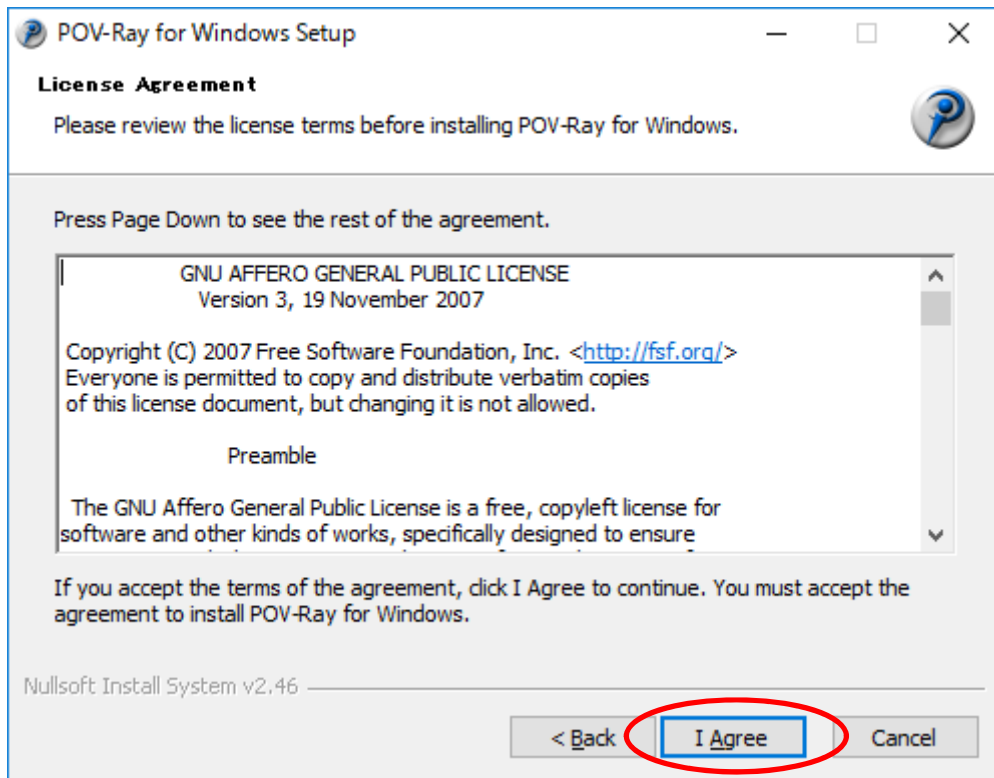 POV-Ray for Windows Setup
License Agreement
Please review the license terms before installing POV-Ray for Windows.
Press Page Down to see the rest of the agreement.
GNU AFFERO GENERAL PUBLIC LICENSE
Version 3, 19 November 2007
Copyright (C) 2007 Free Software Foundation, Inc. <http://fsf.org/>
Everyone is permitted to copy and distribute verbatim copies
of this license document, but changing it is not allowed.
Preamble
The GNU Affero General Public License is a free, copyleft license for
software and other kinds of works, specifically designed to ensure
If you accept the terms of the agreement, click I Agree to continue. You must accept the
agreement to install POV-Ray for Windows.
Nullsoft Install System v2.46
< Back I Agree Cancel